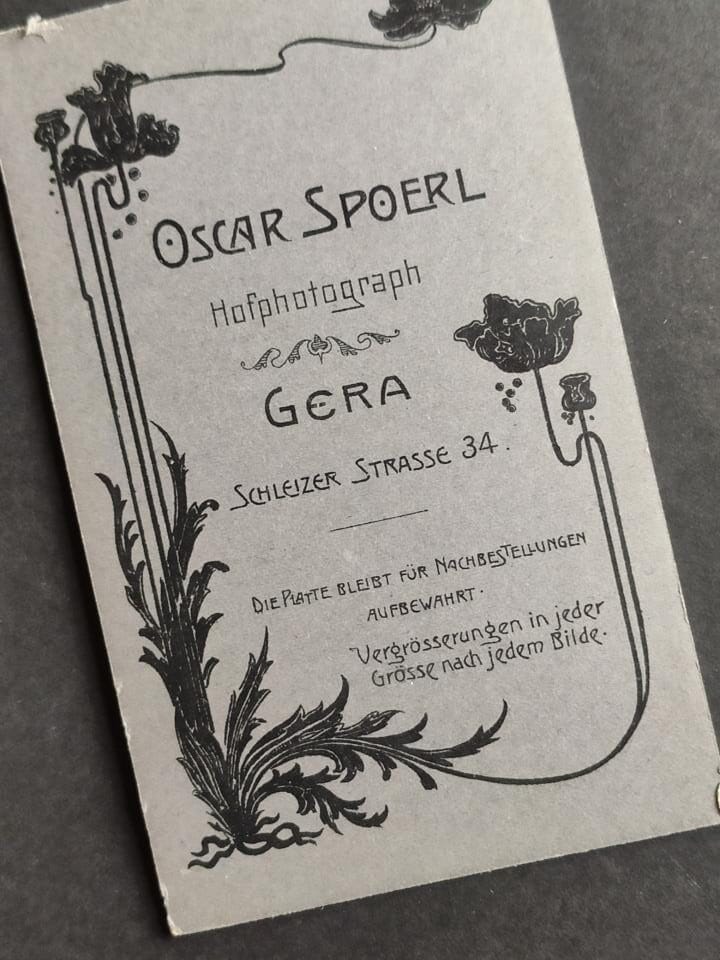 OSCAR SPOERL
Hofphotograph
GERA
SCHLEIZER STRASSE 34.
DIE PLATTE BLEIBT FÜR NACHBESTELLUNGEN
AUFBEWAHRT.
Vergrösserungen in jeder
Grösse nach jedem Bilde.